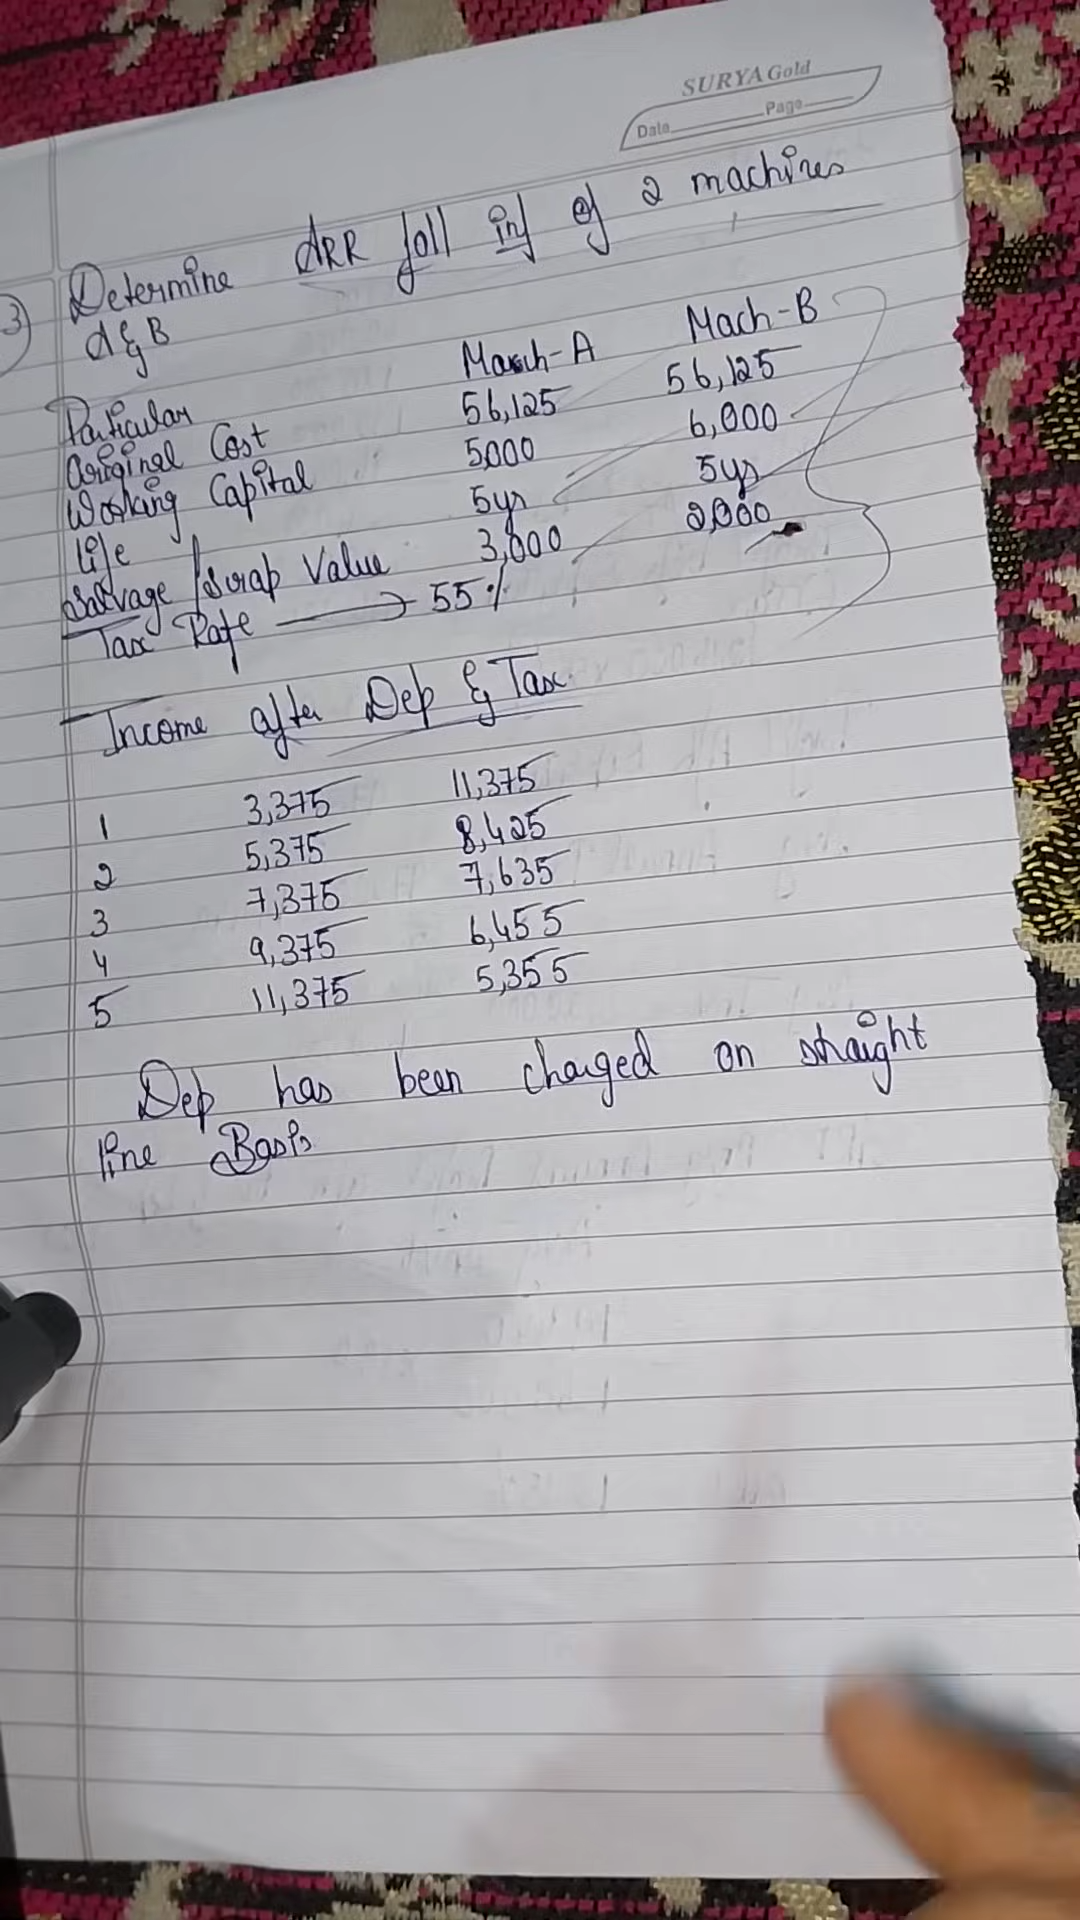 SURYA Gold
Date Page
3) Determine ARR foll inf of 2 machines
A & B
Particular Mach-A Mach-B
Original Cost 56,125 56,125
Working Capital 5000 6,000
Life 5yr 5yr
Salvage/Scrap Value 3,000 2000
Tax Rate → 55%
Income after Dep & Tax
1 3,375 11,375
2 5,375 8,425
3 7,375 7,635
4 9,375 6,455
5 11,375 5,355
Dep has been charged on straight
line Basis